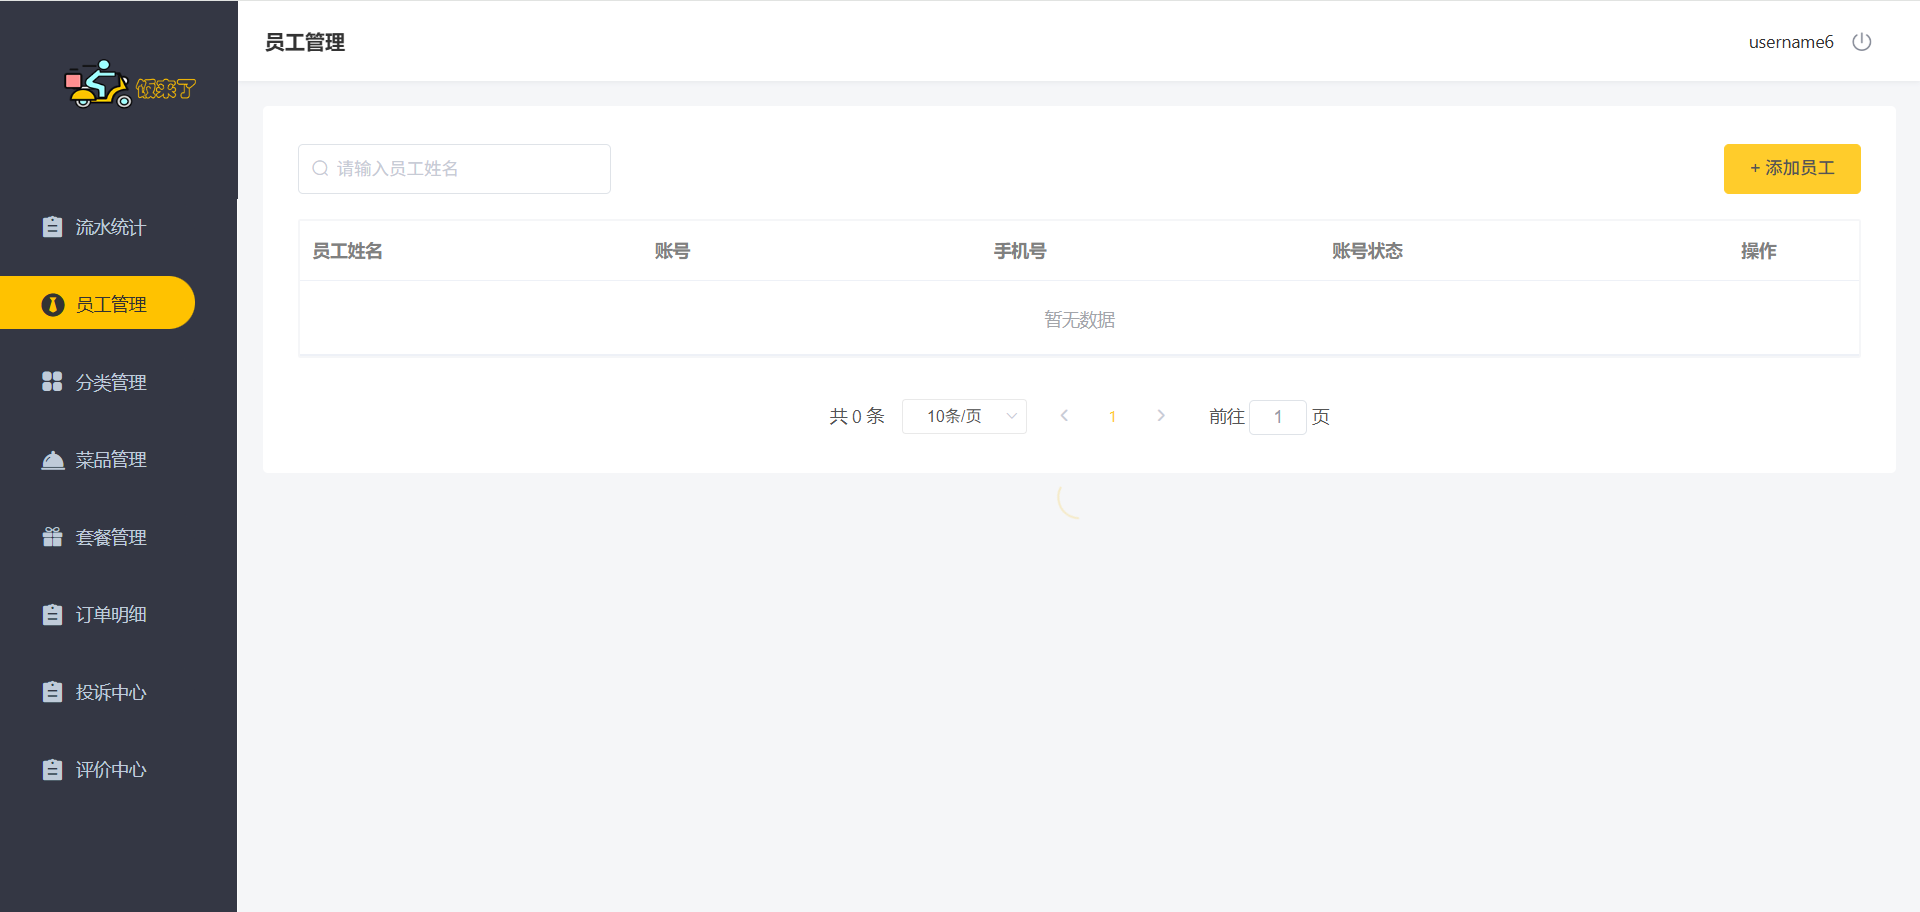 饭来了
员工管理
username6
流水统计
员工管理
分类管理
菜品管理
套餐管理
订单明细
投诉中心
评价中心
请输入员工姓名
+ 添加员工
员工姓名 账号 手机号 账号状态 操作
暂无数据
共 0 条 10条/页 1 前往 1 页